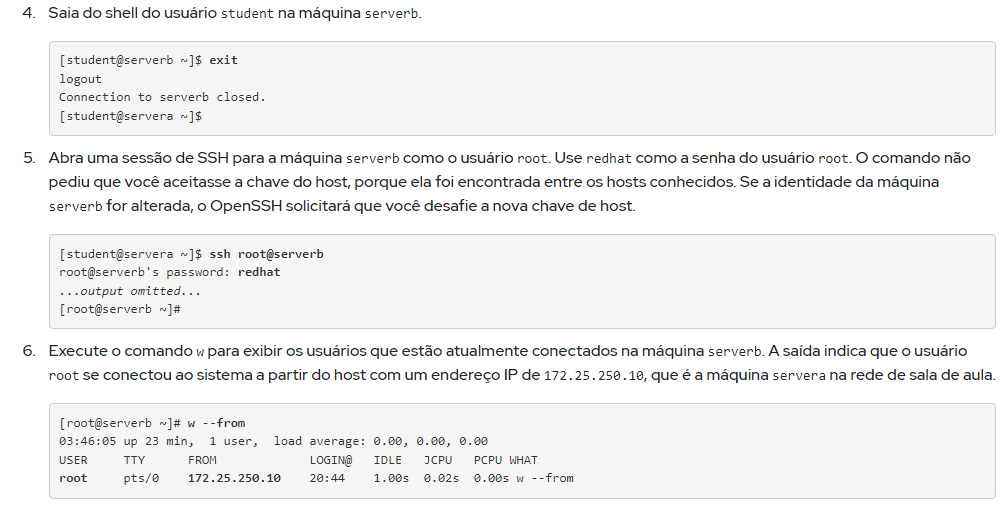 4. Saia do shell do usuário student na máquina serverb.
[student@serverb ~]$ exit
logout
Connection to serverb closed.
[student@servera ~]$
5. Abra uma sessão de SSH para a máquina serverb como o usuário root. Use redhat como a senha do usuário root. O comando não
pediu que você aceitasse a chave do host, porque ela foi encontrada entre os hosts conhecidos. Se a identidade da máquina
serverb for alterada, o OpenSSH solicitará que você desafie a nova chave de host.
[student@servera ~]$ ssh root@serverb
root@serverb's password: redhat
...output omitted...
[root@serverb ~]#
6. Execute o comando w para exibir os usuários que estão atualmente conectados na máquina serverb. A saída indica que o usuário
root se conectou ao sistema a partir do host com um endereço IP de 172.25.250.10, que é a máquina servera na rede de sala de aula.
[root@serverb ~]# w --from
03:46:05 up 23 min,  1 user,  load average: 0.00, 0.00, 0.00
USER     TTY      FROM             LOGIN@   IDLE   JCPU   PCPU WHAT
root     pts/0    172.25.250.10    20:44    1.00s  0.02s  0.00s w --from